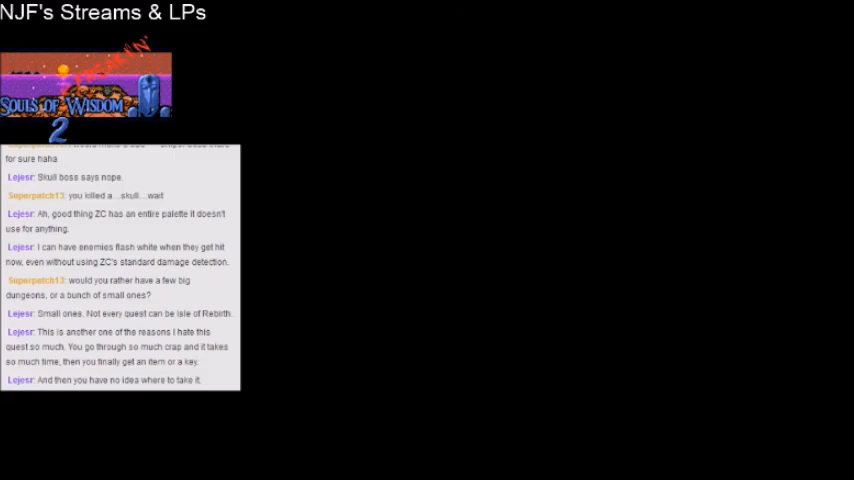 NJF's Streams & LPs
FREAKIN'
SOULS OF WISDOM
2
for sure haha
Lejesr: Skull boss says nope.
Superpatch13: you killed a...skull...wait
Lejesr: Ah, good thing ZC has an entire palette it doesn't
use for anything.
Lejesr: I can have enemies flash white when they get hit
now, even without using ZC's standard damage detection.
Superpatch13: would you rather have a few big
dungeons, or a bunch of small ones?
Lejesr: Small ones. Not every quest can be Isle of Rebirth.
Lejesr: This is another one of the reasons I hate this
quest so much. You go through so much crap and it takes
so much time, then you finally get an item or a key.
Lejesr: And then you have no idea where to take it.